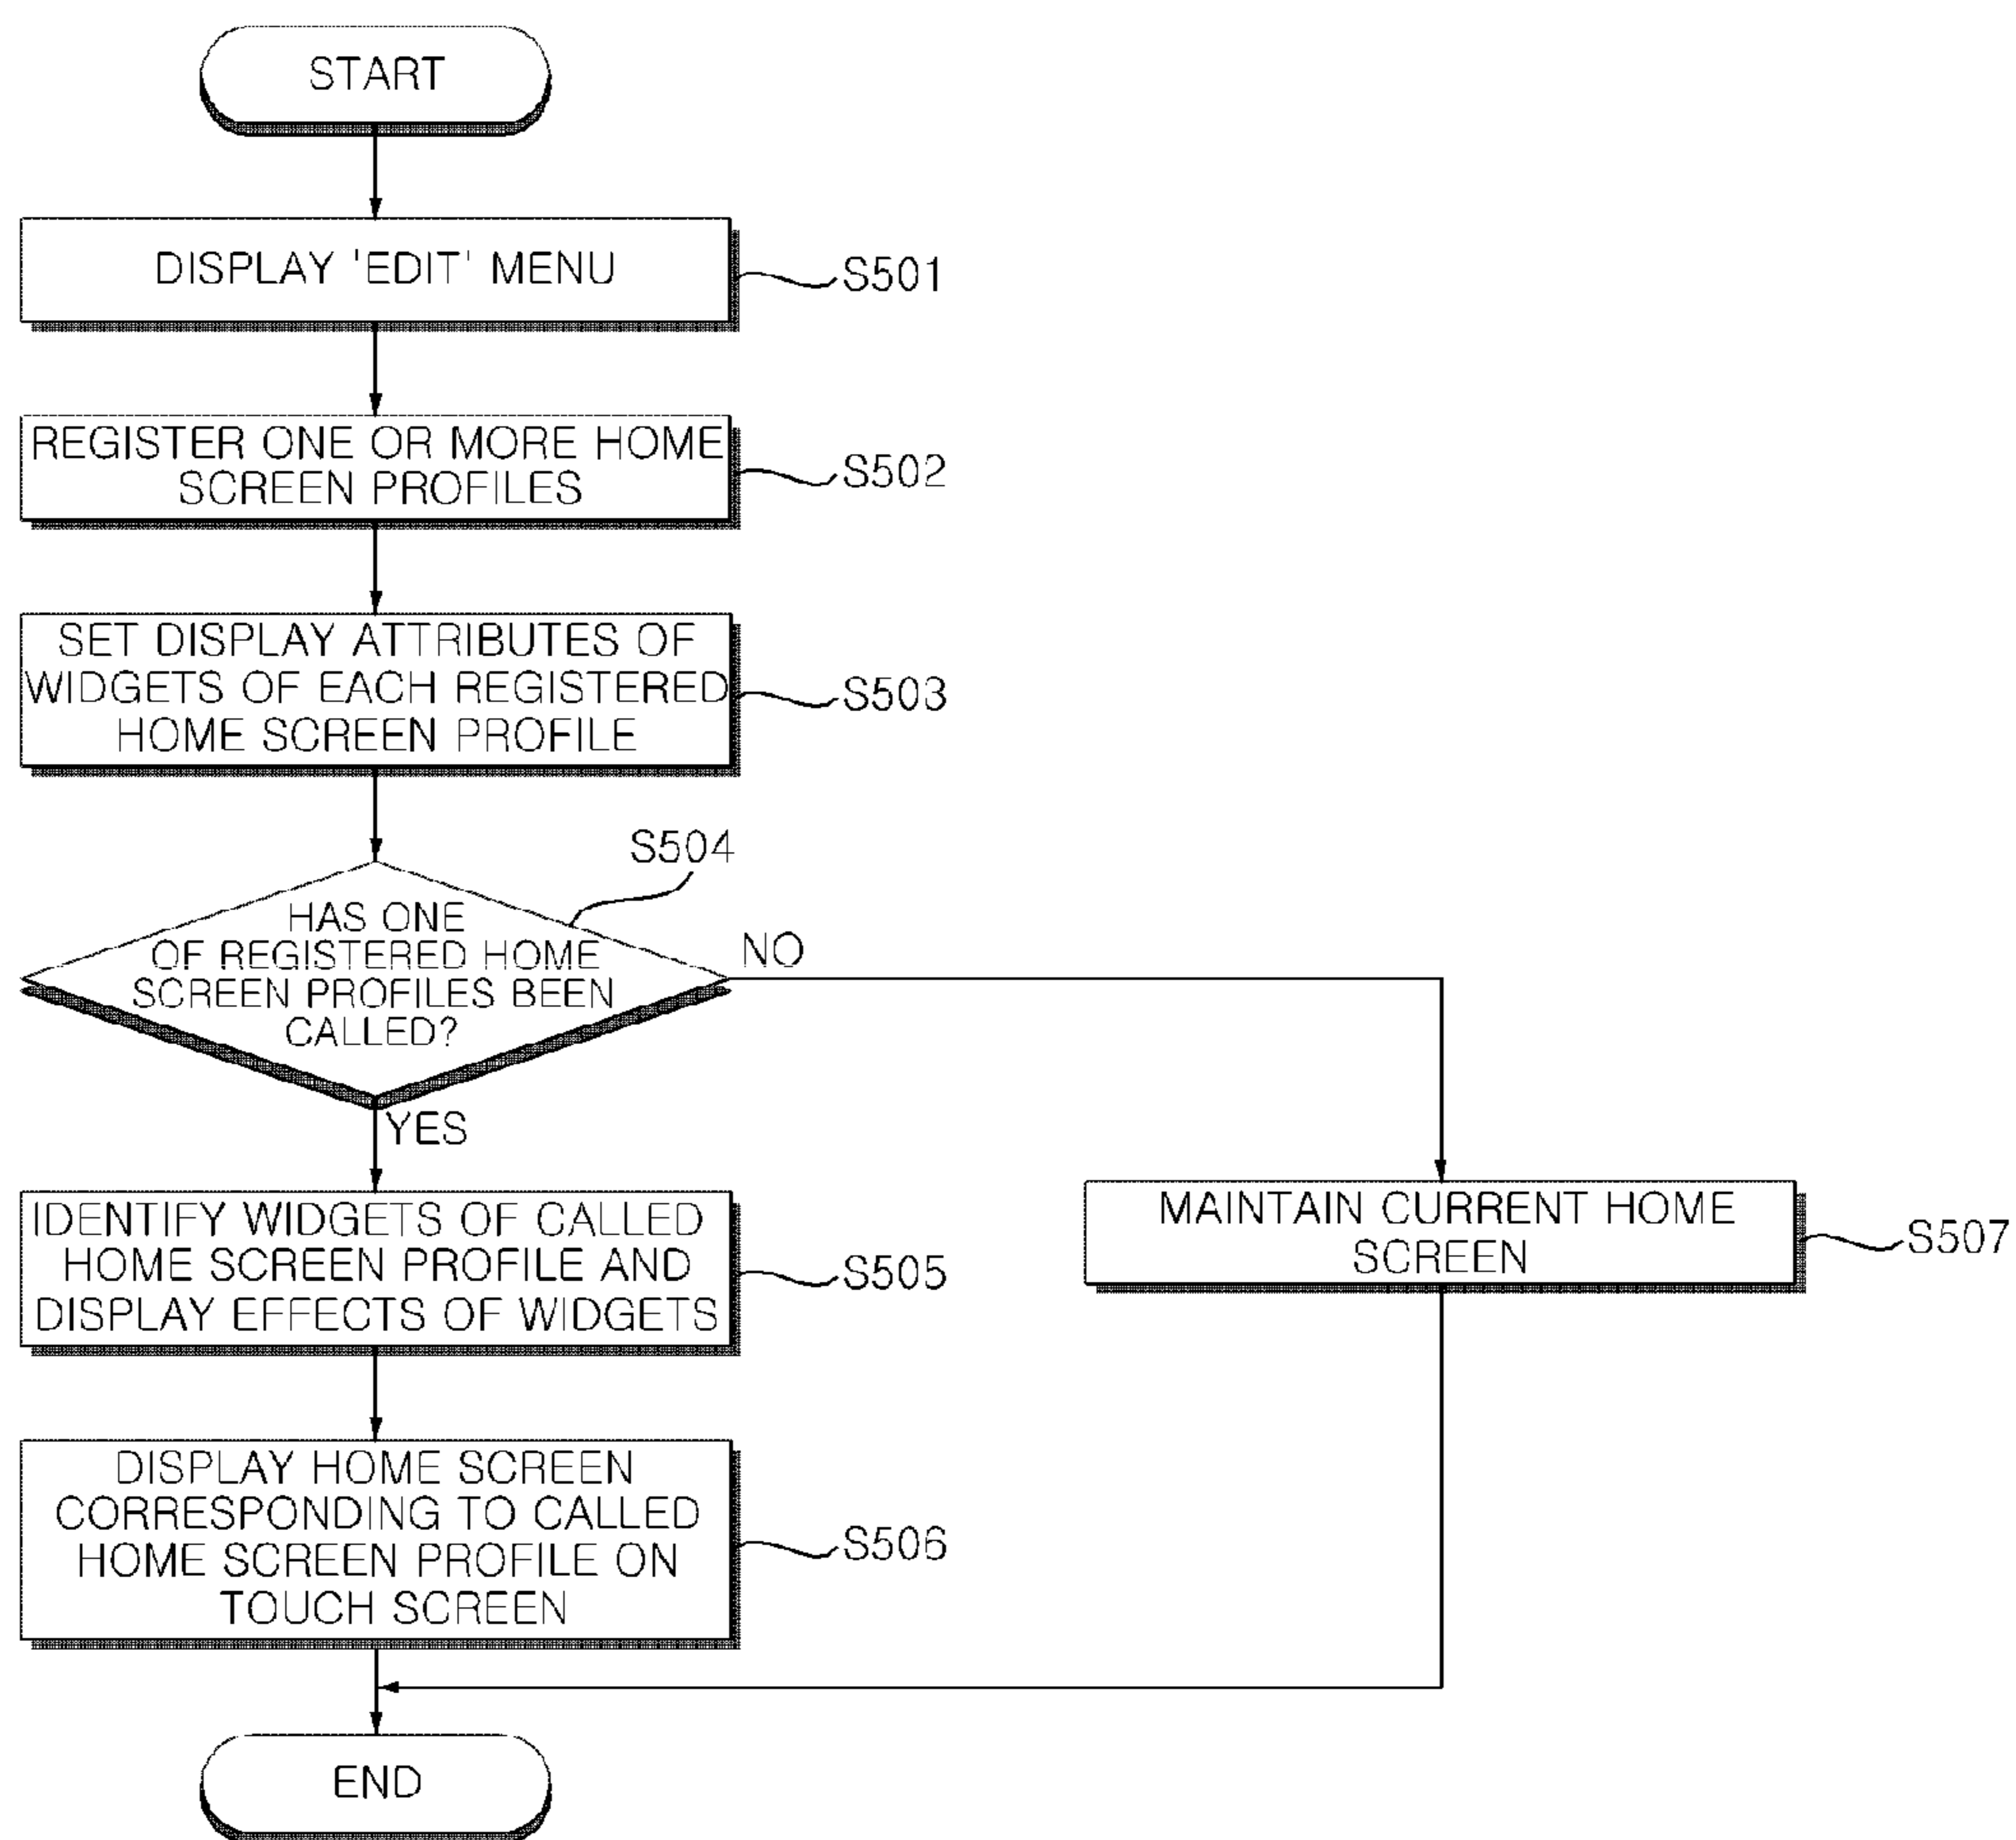 START
DISPLAY 'EDIT' MENU
S501
REGISTER ONE OR MORE HOME
SCREEN PROFILES
S502
SET DISPLAY ATTRIBUTES OF
WIDGETS OF EACH REGISTERED
HOME SCREEN PROFILE
S503
S504
HAS ONE
OF REGISTERED HOME
SCREEN PROFILES BEEN
CALLED?
NO
YES
IDENTIFY WIDGETS OF CALLED
HOME SCREEN PROFILE AND
DISPLAY EFFECTS OF WIDGETS
S505
MAINTAIN CURRENT HOME
SCREEN
S507
DISPLAY HOME SCREEN
CORRESPONDING TO CALLED
HOME SCREEN PROFILE ON
TOUCH SCREEN
S506
END